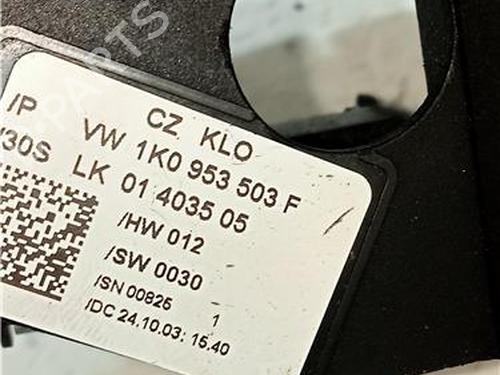 PARTS
CZ KLO
/P VW 1K0 953 503 F
/30S LK 01 4035 05
/HW 012
/SW 0030
/SN 00825 1
/DC 24.10.03: 15.40